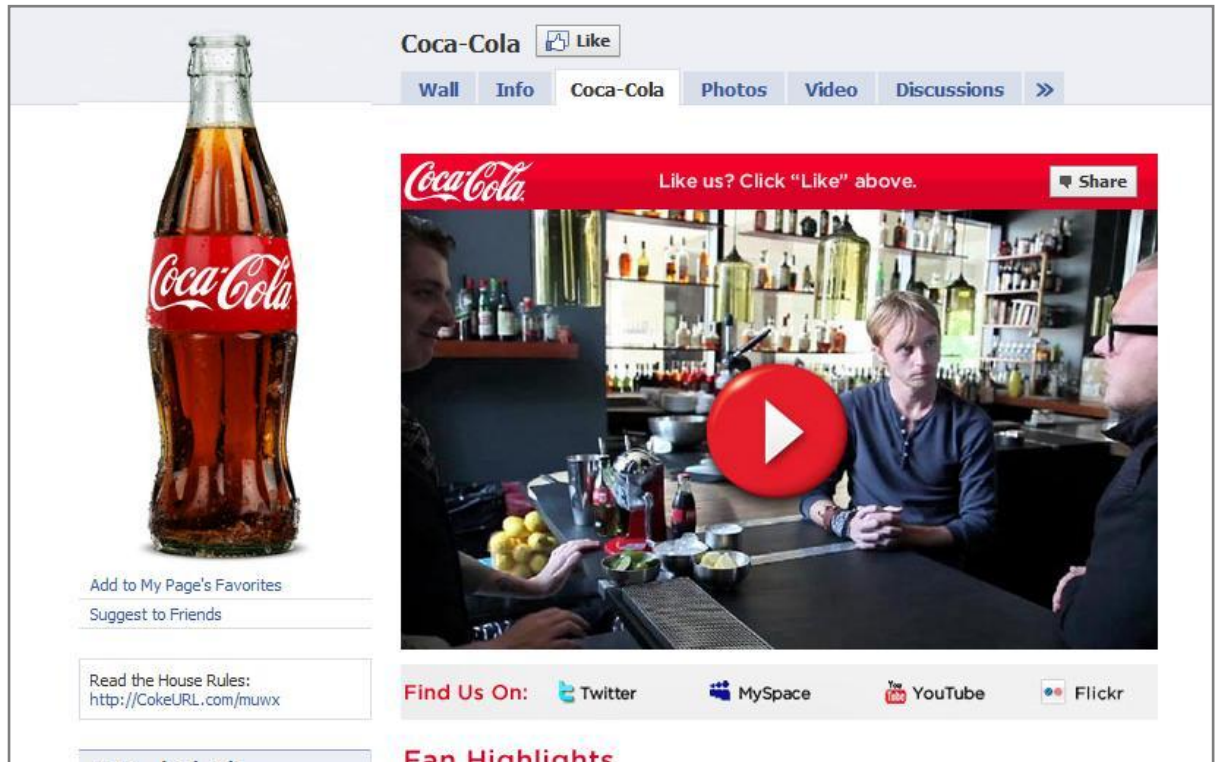 Coca-Cola Like
Wall Info Coca-Cola Photos Video Discussions »
Coca-Cola
Coca-Cola Like us? Click “Like” above. Share
Add to My Page's Favorites
Suggest to Friends
Read the House Rules:
http://CokeURL.com/muwx
Find Us On: Twitter MySpace You Tube YouTube Flickr
Fan Highlights